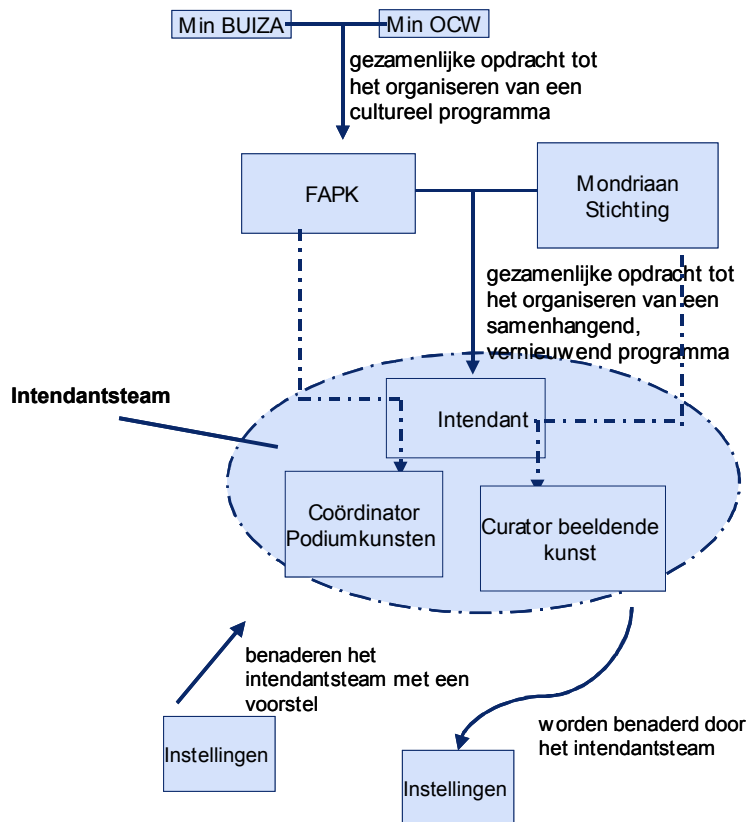 Min BUIZA
Min OCW
gezamenlijke opdracht tot
het organiseren van een
cultureel programma
FAPK
Mondriaan
Stichting
gezamenlijke opdracht tot
het organiseren van een
samenhangend,
vernieuwend programma
Intendantsteam
Intendant
Coördinator
Podiumkunsten
Curator beeldende
kunst
benaderen het
intendantsteam met een
voorstel
Instellingen
worden benaderd door
het intendantsteam
Instellingen